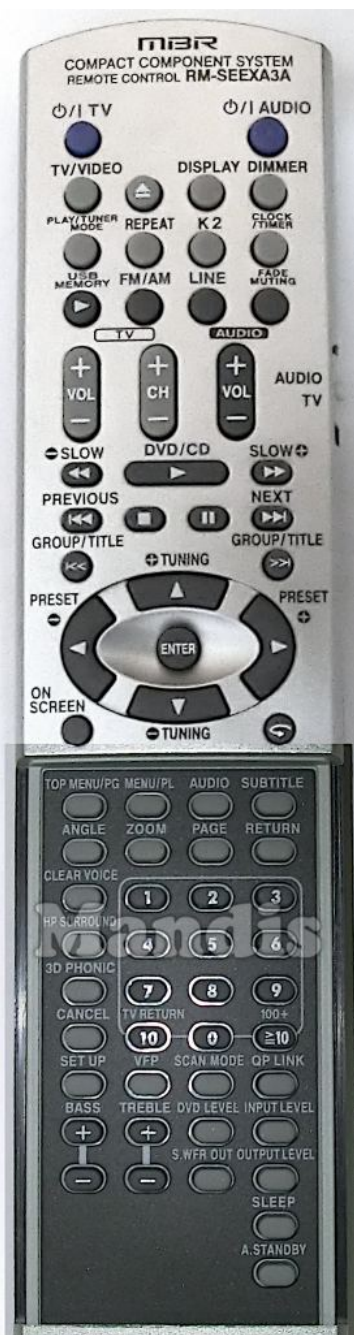 MBR
COMPACT COMPONENT SYSTEM
REMOTE CONTROL RM-SEEXA3A
⏻/I TV ⏻/I AUDIO
TV/VIDEO DISPLAY DIMMER
PLAY/TUNER MODE REPEAT K2 CLOCK/TIMER
USB MEMORY FM/AM LINE FADE MUTING
TV AUDIO
+ + +
VOL CH VOL
- - -
AUDIO
TV
SLOW DVD/CD SLOW
PREVIOUS NEXT
GROUP/TITLE GROUP/TITLE
TUNING
PRESET PRESET
ENTER
ON SCREEN
TUNING
TOP MENU/PG MENU/PL AUDIO SUBTITLE
ANGLE ZOOM PAGE RETURN
CLEAR VOICE
1 2 3
HP SURROUND
Mandis
4 5 6
3D PHONIC
7 8 9
CANCEL TV RETURN 100+
10 0 ≧10
SET UP VFP SCAN MODE QP LINK
BASS TREBLE DVD LEVEL INPUT LEVEL
+ +
S.WFR OUT OUTPUT LEVEL
- -
SLEEP
A.STANDBY